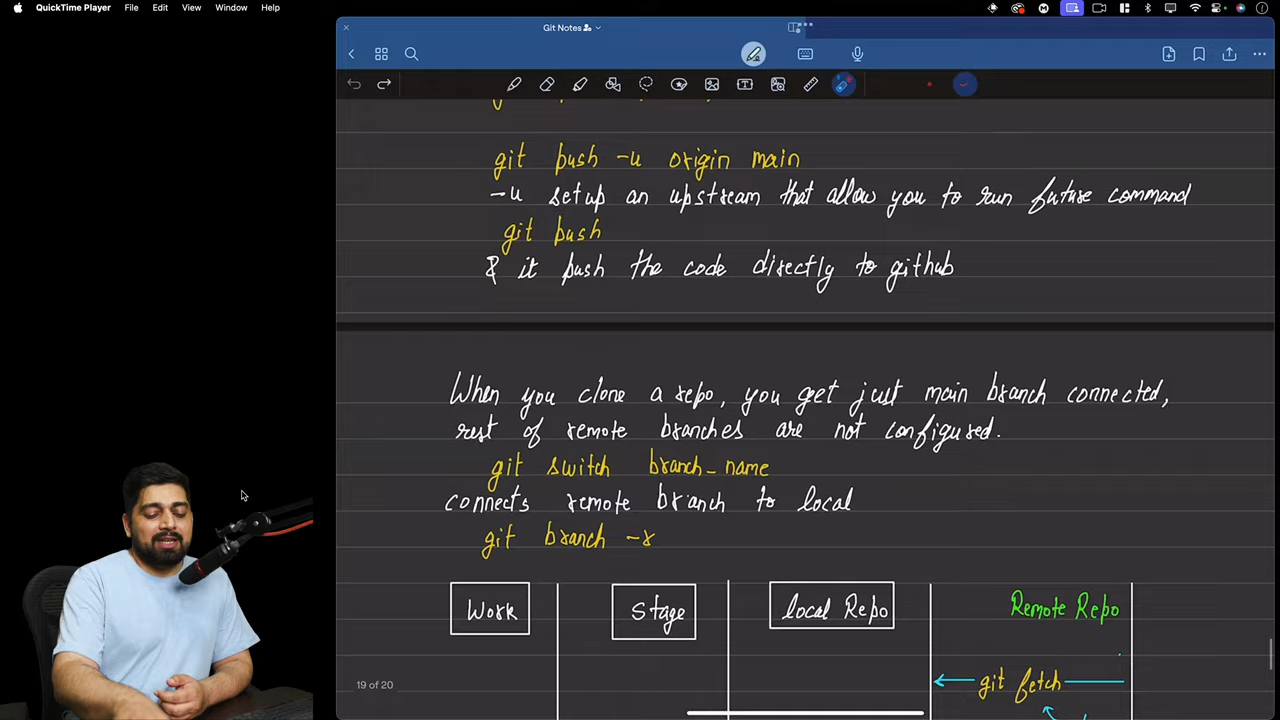 QuickTime Player File Edit View Window Help
Git Notes
git push -u origin main
-u setup an upstream that allow you to run future command
git push
& it push the code directly to github
When you clone a repo, you get just main branch connected,
rest of remote branches are not configured.
git switch branch_name
connects remote branch to local
git branch -r
Work Stage local Repo Remote Repo
git fetch
19 of 20